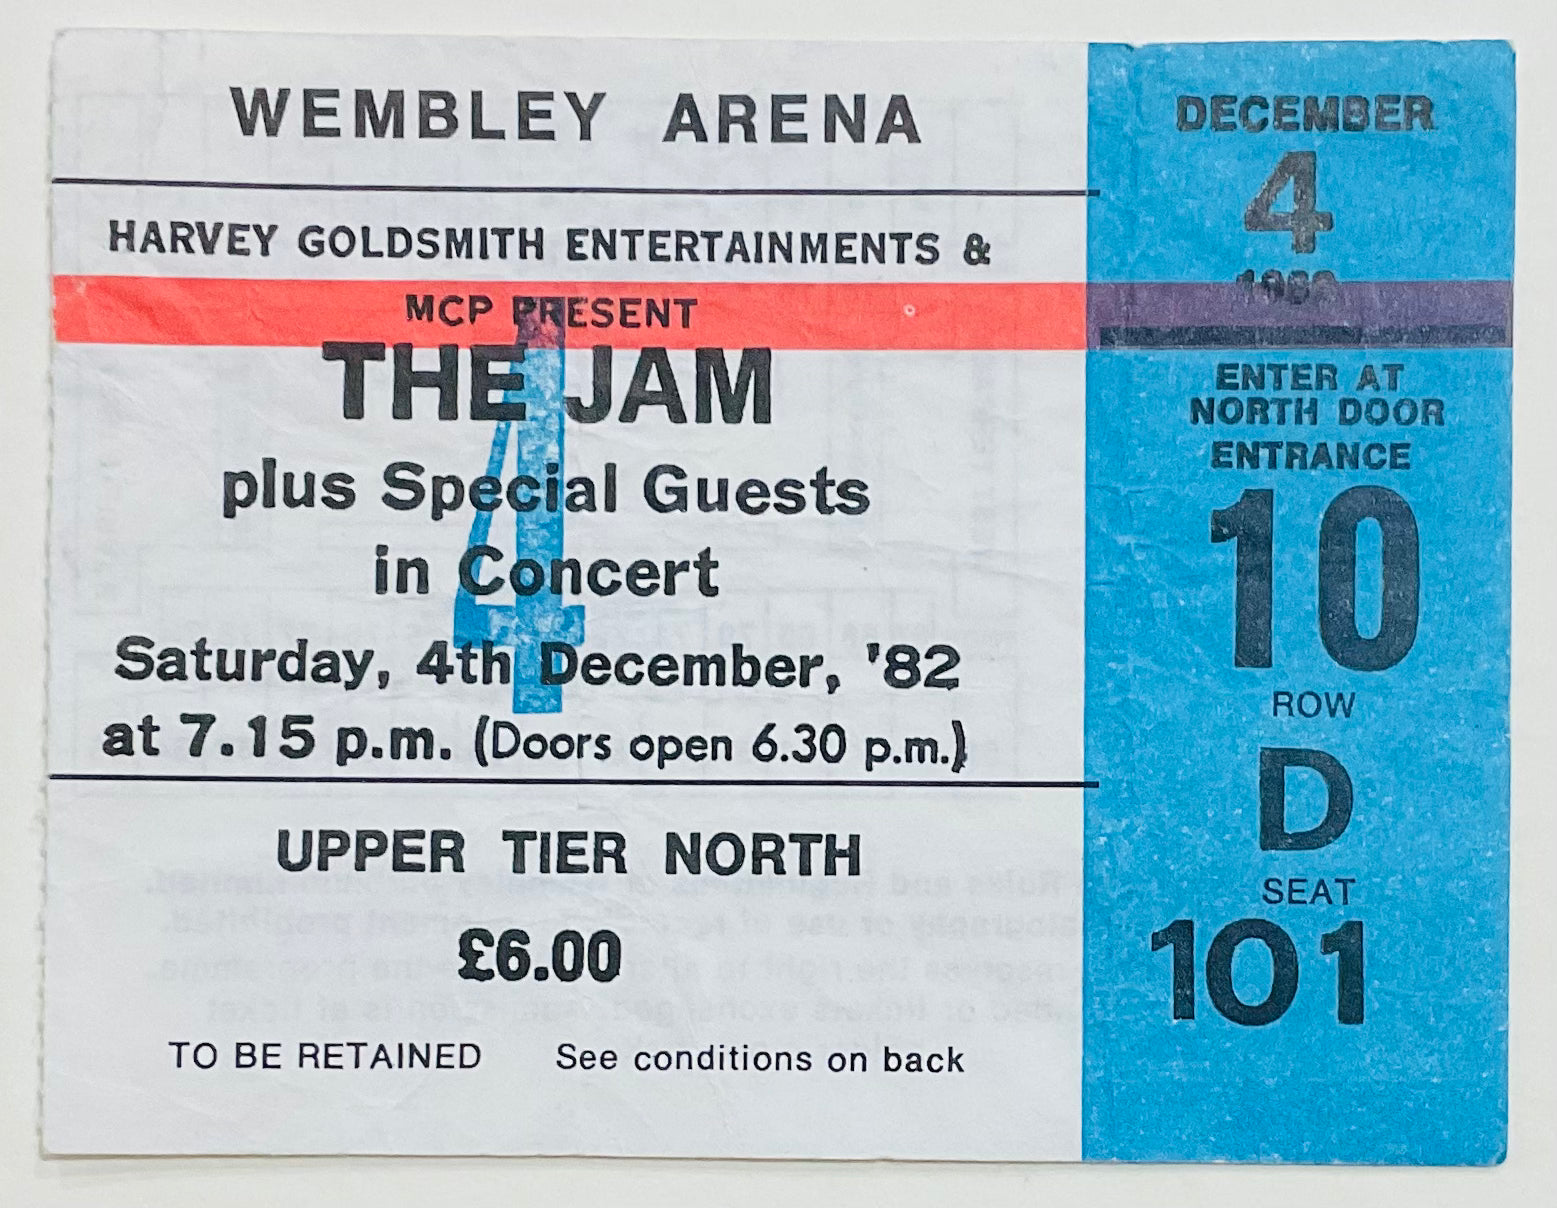 WEMBLEY ARENA
HARVEY GOLDSMITH ENTERTAINMENTS &
MCP PRESENT
THE JAM
plus Special Guests
in Concert
Saturday, 4th December, '82
at 7.15 p.m. (Doors open 6.30 p.m.)
4
UPPER TIER NORTH
£6.00
TO BE RETAINED See conditions on back
DECEMBER
4
ENTER AT
NORTH DOOR
ENTRANCE
10
ROW
D
SEAT
101